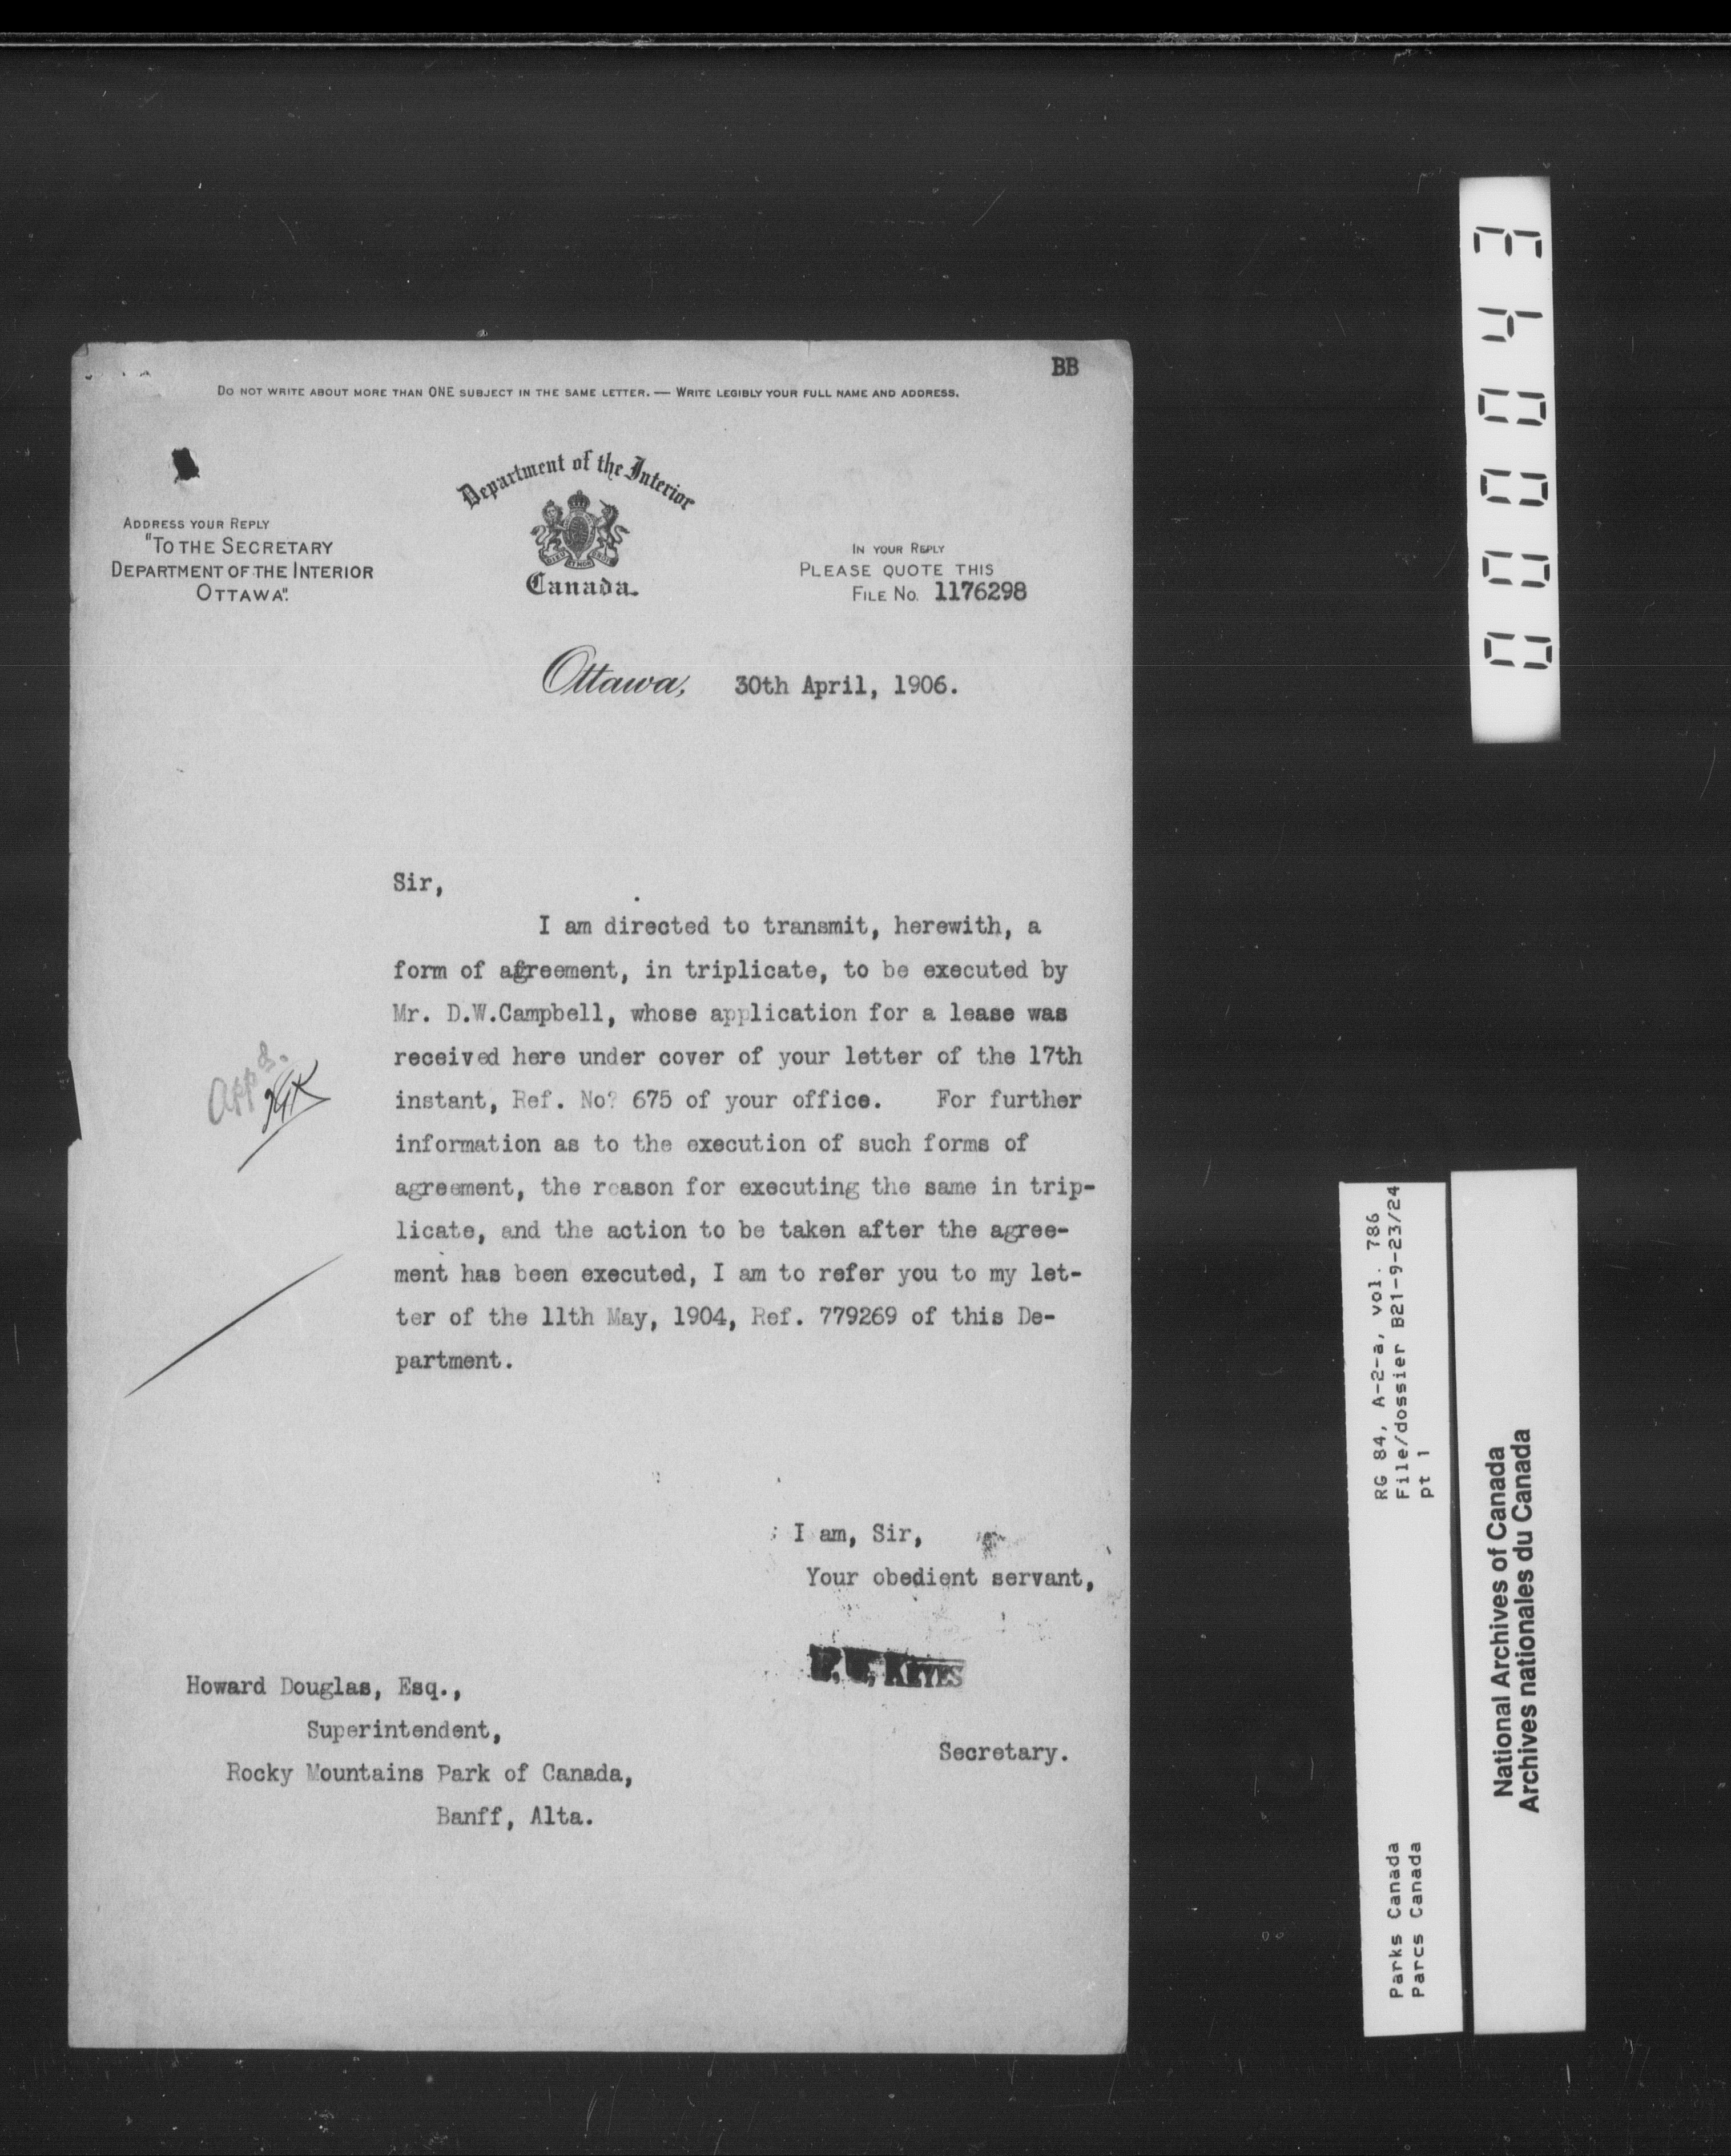 BB
DO NOT WRITE ABOUT MORE THAN ONE SUBJECT IN THE SAME LETTER. — WRITE LEGIBLY YOUR FULL NAME AND ADDRESS.
Department of the Interior
Canada.
ADDRESS YOUR REPLY
"TO THE SECRETARY
DEPARTMENT OF THE INTERIOR
OTTAWA".
IN YOUR REPLY
PLEASE QUOTE THIS
FILE NO. 1176298
Ottawa, 30th April, 1906.
Sir,
I am directed to transmit, herewith, a
form of agreement, in triplicate, to be executed by
Mr. D.W.Campbell, whose application for a lease was
received here under cover of your letter of the 17th
instant, Ref. No? 675 of your office. For further
information as to the execution of such forms of
agreement, the reason for executing the same in trip-
licate, and the action to be taken after the agree-
ment has been executed, I am to refer you to my let-
ter of the 11th May, 1904, Ref. 779269 of this De-
partment.
Appd.
I am, Sir,
Your obedient servant,
KEYES
Secretary.
Howard Douglas, Esq.,
Superintendent,
Rocky Mountains Park of Canada,
Banff, Alta.
000043
RG 84, A-2-a, vol. 786
File/dossier B21-9-23/24
pt 1
Parks Canada
Parcs Canada
National Archives of Canada
Archives nationales du Canada